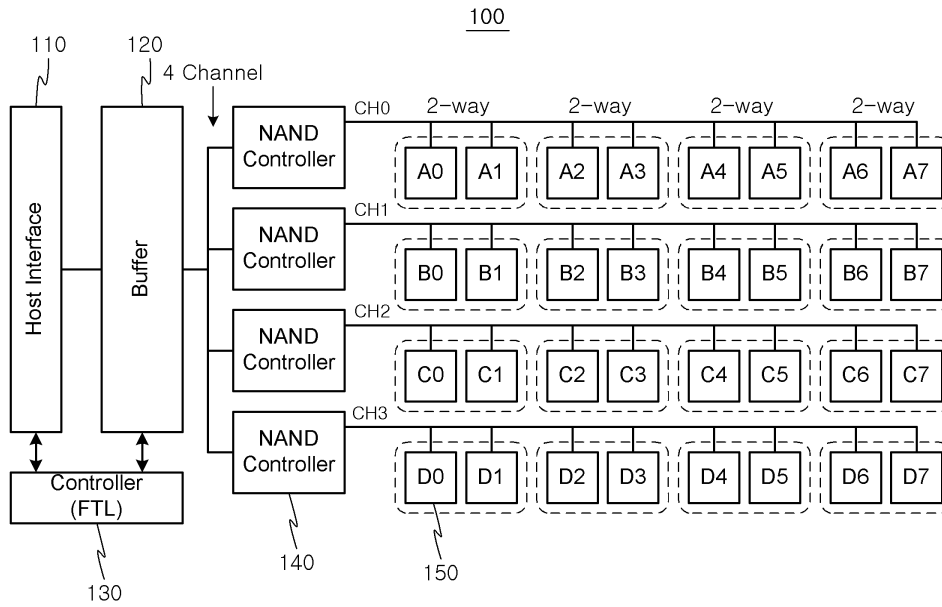 100
110
120
4 Channel
Host Interface
Buffer
Controller
(FTL)
130
NAND
Controller
CH0
2-way
2-way
2-way
2-way
A0
A1
A2
A3
A4
A5
A6
A7
NAND
Controller
CH1
B0
B1
B2
B3
B4
B5
B6
B7
NAND
Controller
CH2
C0
C1
C2
C3
C4
C5
C6
C7
NAND
Controller
CH3
D0
D1
D2
D3
D4
D5
D6
D7
140
150